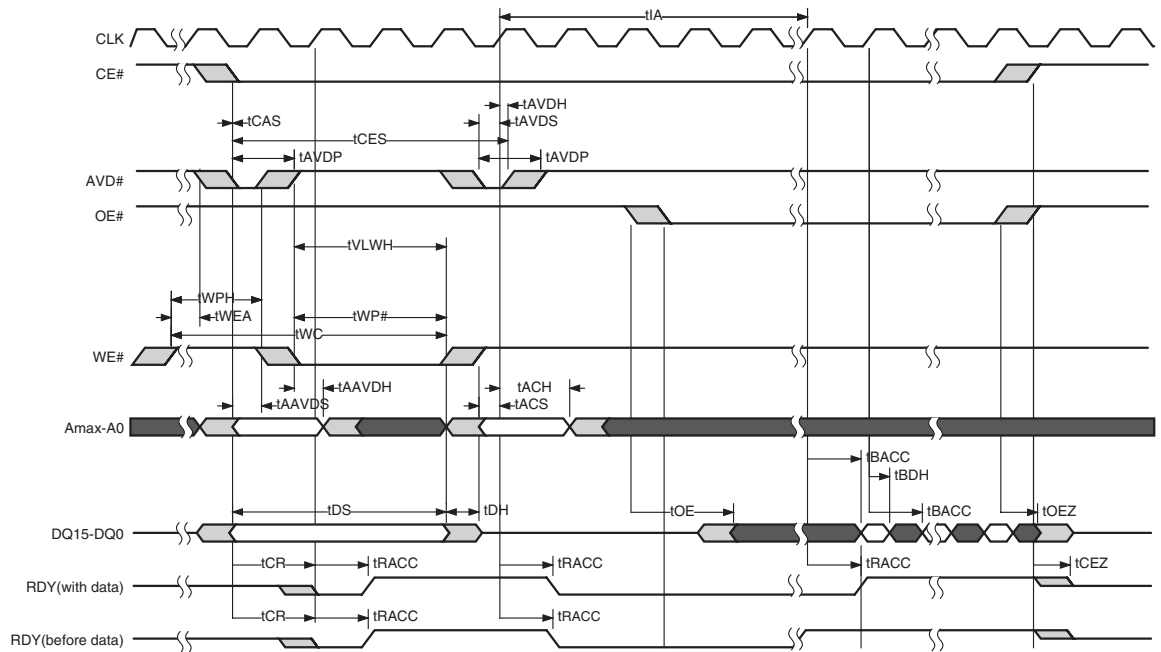 tIA
CLK
CE#
tAVDH
tCAS
tAVDS
tCES
tAVDP
tAVDP
AVD#
OE#
tVLWH
tWPH
tWEA
tWP#
tWC
WE#
tAAVDH
tACH
tAAVDS
tACS
Amax-A0
tBACC
tBDH
tDS
tDH
tOE
tBACC
tOEZ
DQ15-DQ0
tCR
tRACC
tRACC
tRACC
tCEZ
RDY(with data)
tCR
tRACC
tRACC
RDY(before data)